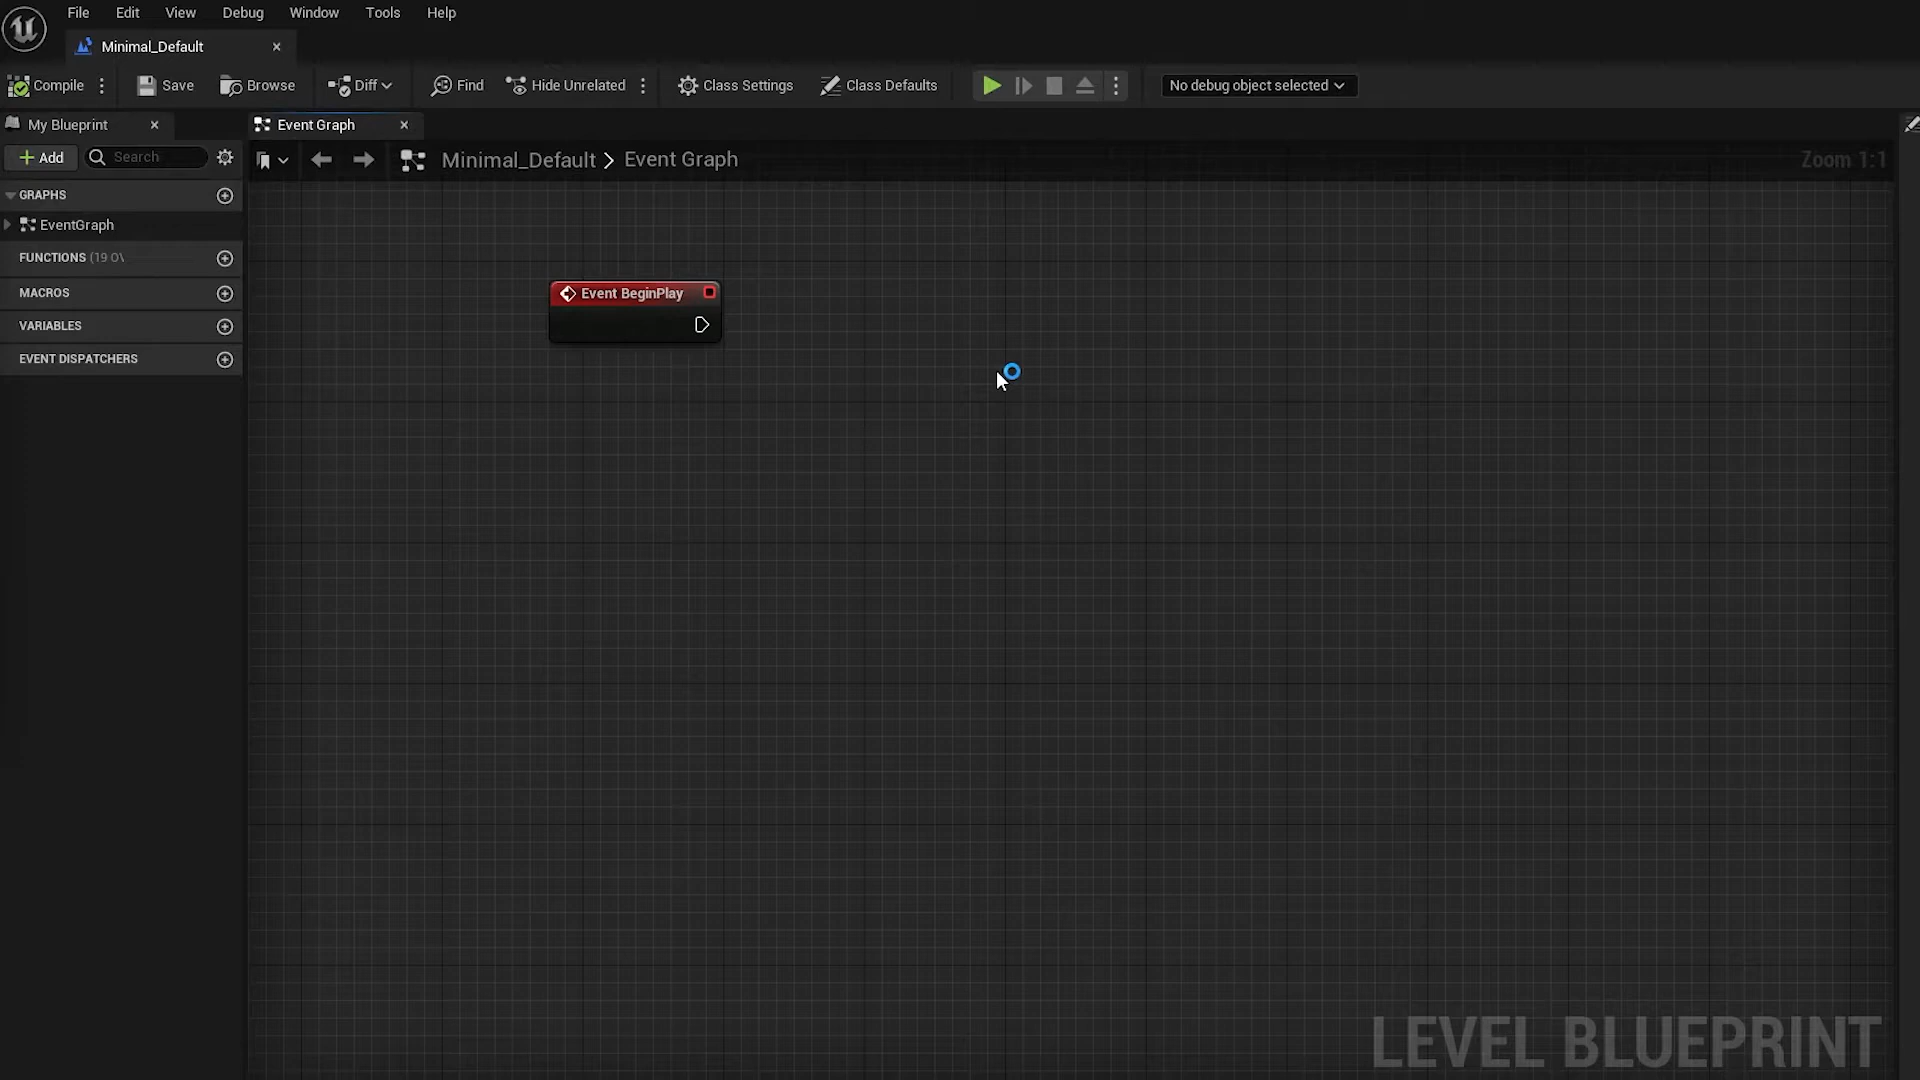 File Edit View Debug Window Tools Help
Minimal_Default
Compile Save Browse Diff Find Hide Unrelated Class Settings Class Defaults No debug object selected
My Blueprint Event Graph
Add Search Minimal_Default > Event Graph Zoom 1:1
GRAPHS
EventGraph
FUNCTIONS (19 O\
MACROS
VARIABLES
EVENT DISPATCHERS
Event BeginPlay
LEVEL BLUEPRINT